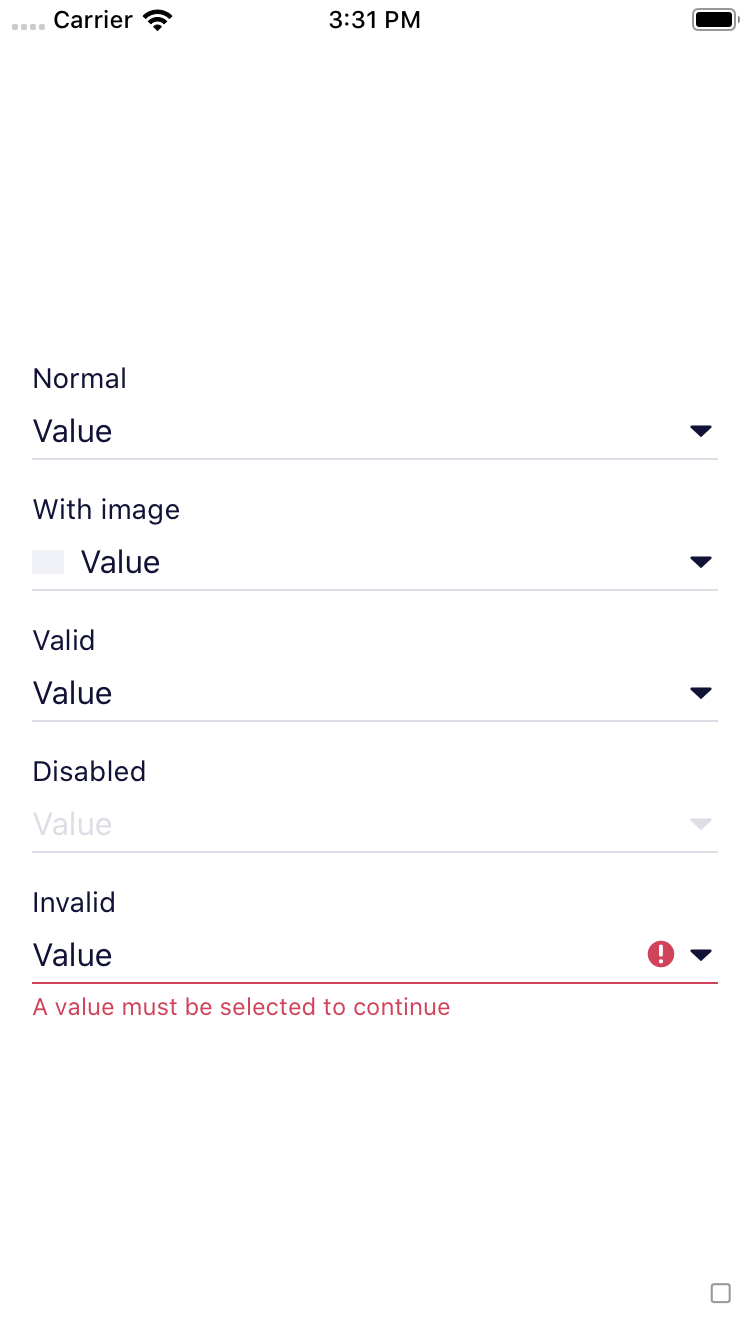 Carrier 3:31 PM
Normal
Value
With image
Value
Valid
Value
Disabled
Value
Invalid
Value
A value must be selected to continue